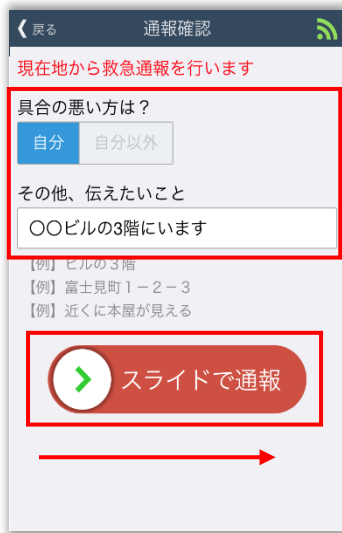 戻る 通報確認
現在地から救急通報を行います
具合の悪い方は？
自分 自分以外
その他、伝えたいこと
〇〇ビルの3階にいます
【例】ビルの３階
【例】富士見町１－２－３
【例】近くに本屋が見える
スライドで通報